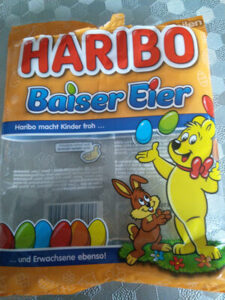 HARIBO
Baiser Eier
Haribo macht Kinder froh ...
... und Erwachsene ebenso!